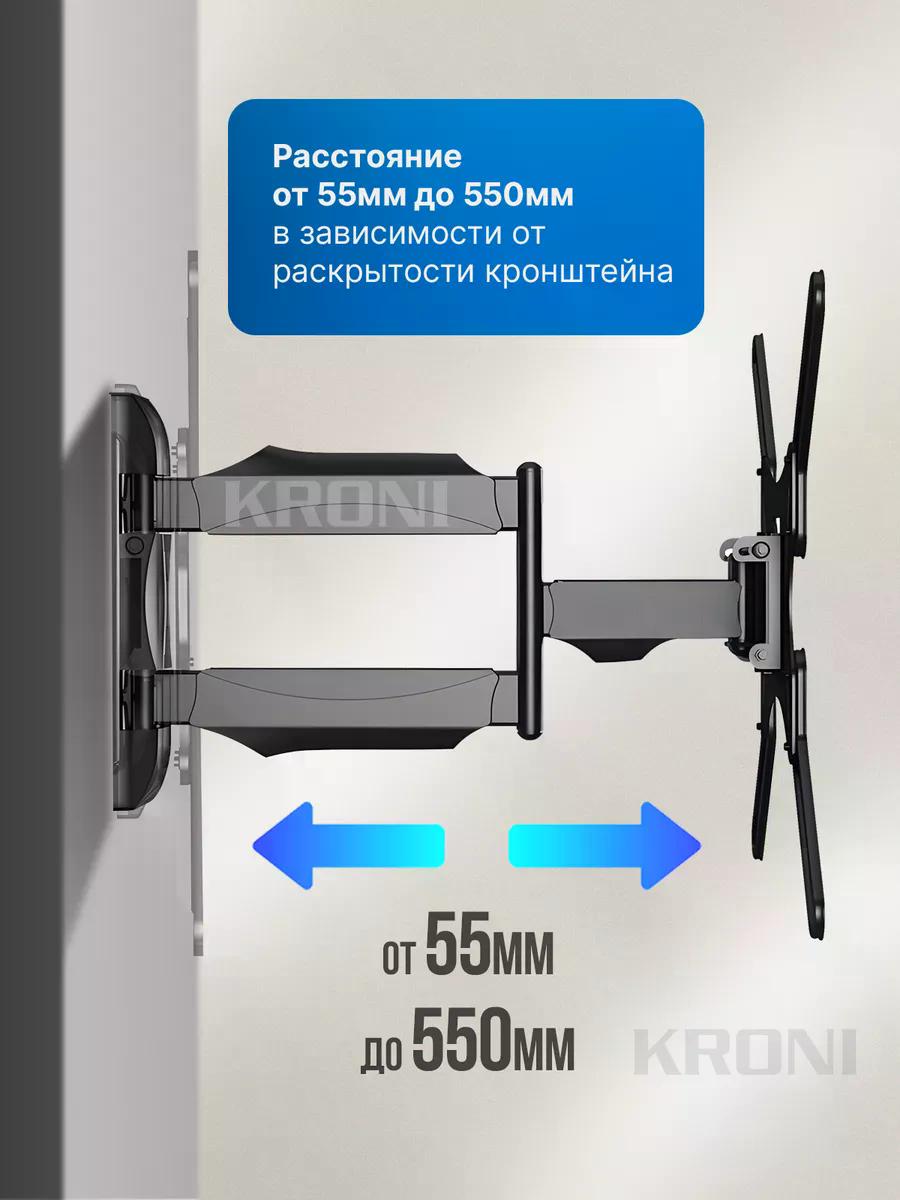 Расстояние
от 55мм до 550мм
в зависимости от
раскрытости кронштейна
KRONI
от 55мм
до 550мм
KRONI